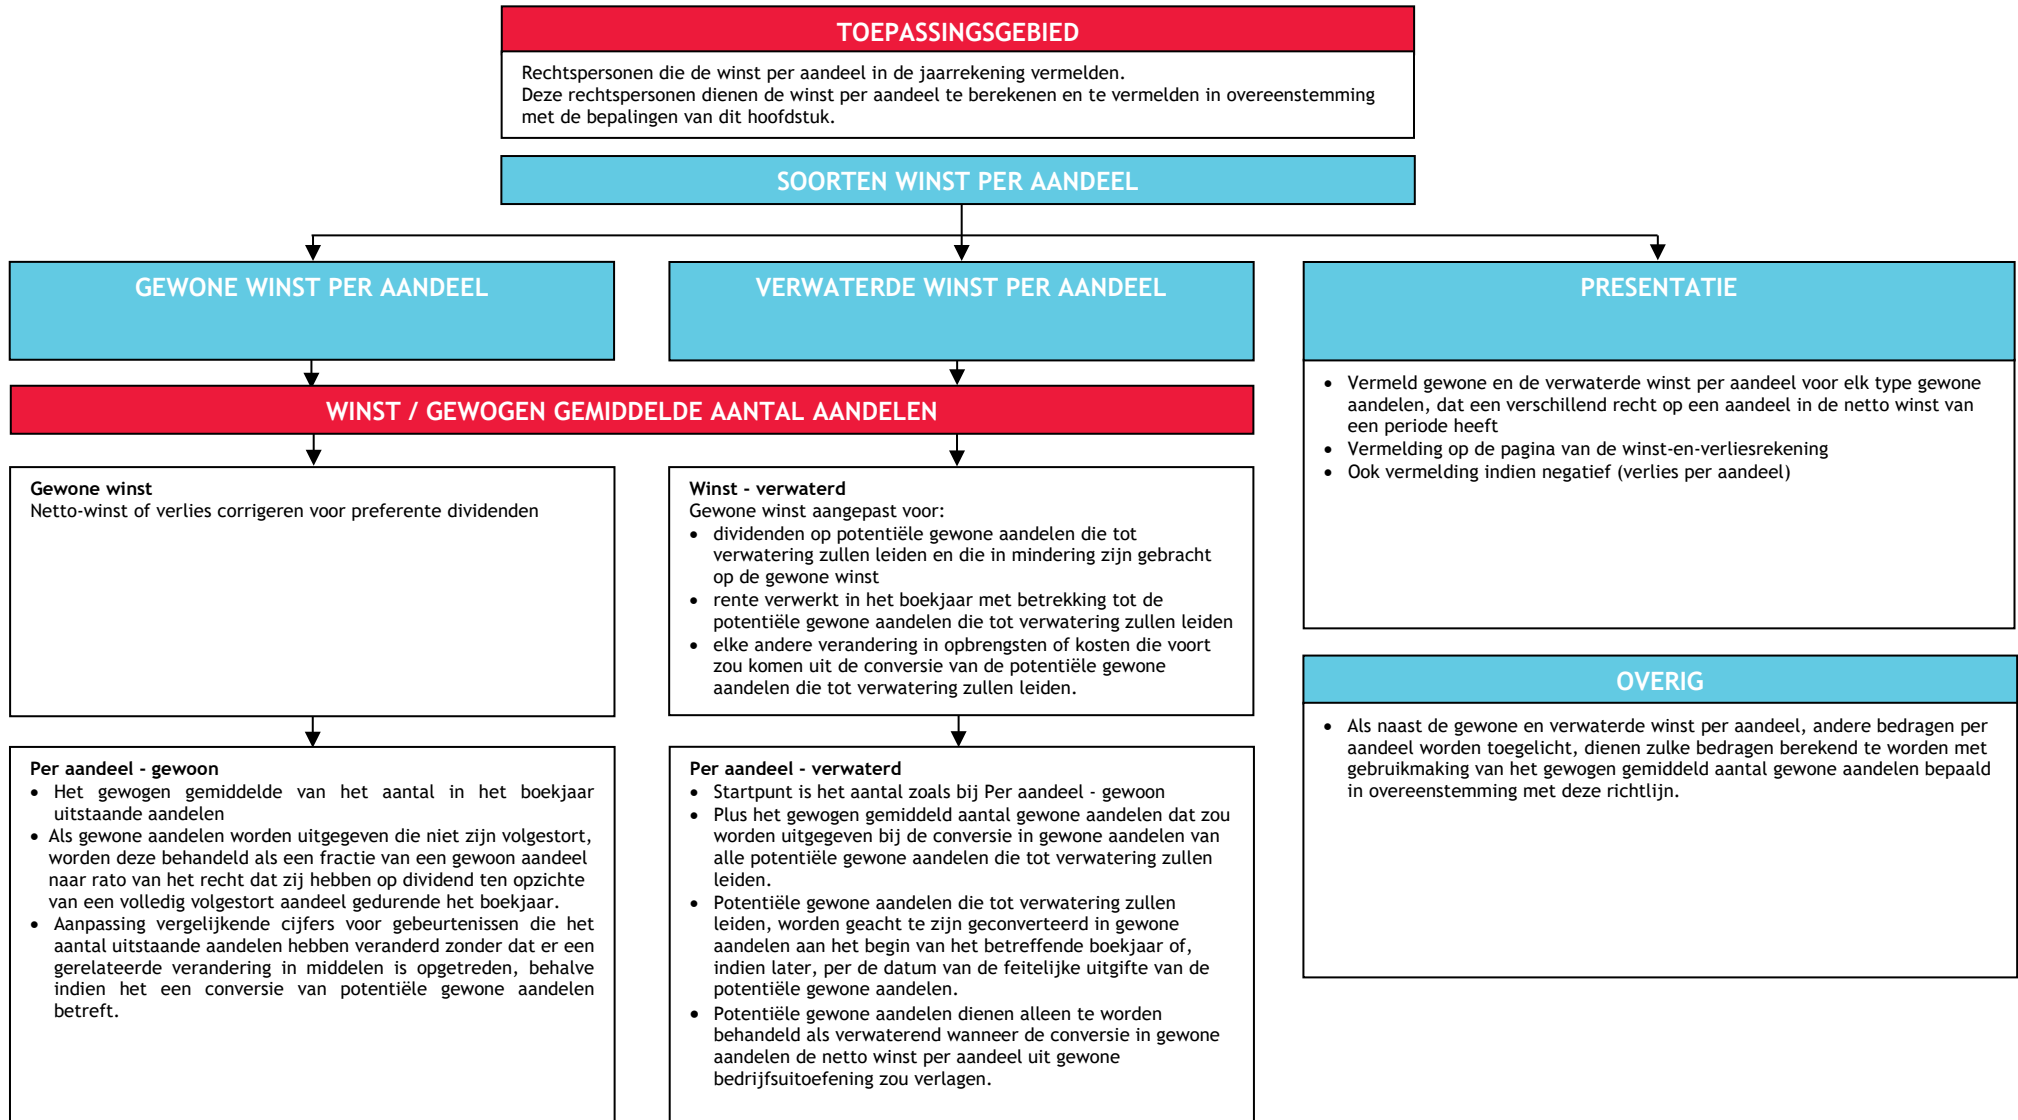 TOEPASSINGSGEBIED
Rechtspersonen die de winst per aandeel in de jaarrekening vermelden.
Deze rechtspersonen dienen de winst per aandeel te berekenen en te vermelden in overeenstemming
met de bepalingen van dit hoofdstuk.
SOORTEN WINST PER AANDEEL
GEWONE WINST PER AANDEEL
VERWATERDE WINST PER AANDEEL
WINST / GEWOGEN GEMIDDELDE AANTAL AANDELEN
Gewone winst
Netto-winst of verlies corrigeren voor preferente dividenden
Winst - verwaterd
Gewone winst aangepast voor:
• dividenden op potentiële gewone aandelen die tot
verwatering zullen leiden en die in mindering zijn gebracht
op de gewone winst
• rente verwerkt in het boekjaar met betrekking tot de
potentiële gewone aandelen die tot verwatering zullen leiden
• elke andere verandering in opbrengsten of kosten die voort
zou komen uit de conversie van de potentiële gewone
aandelen die tot verwatering zullen leiden.
Per aandeel - gewoon
• Het gewogen gemiddelde van het aantal in het boekjaar
uitstaande aandelen
• Als gewone aandelen worden uitgegeven die niet zijn volgestort,
worden deze behandeld als een fractie van een gewoon aandeel
naar rato van het recht dat zij hebben op dividend ten opzichte
van een volledig volgestort aandeel gedurende het boekjaar.
• Aanpassing vergelijkende cijfers voor gebeurtenissen die het
aantal uitstaande aandelen hebben veranderd zonder dat er een
gerelateerde verandering in middelen is opgetreden, behalve
indien het een conversie van potentiële gewone aandelen
betreft.
Per aandeel - verwaterd
• Startpunt is het aantal zoals bij Per aandeel - gewoon
• Plus het gewogen gemiddeld aantal gewone aandelen dat zou
worden uitgegeven bij de conversie in gewone aandelen van
alle potentiële gewone aandelen die tot verwatering zullen
leiden.
• Potentiële gewone aandelen die tot verwatering zullen
leiden, worden geacht te zijn geconverteerd in gewone
aandelen aan het begin van het betreffende boekjaar of,
indien later, per de datum van de feitelijke uitgifte van de
potentiële gewone aandelen.
• Potentiële gewone aandelen dienen alleen te worden
behandeld als verwaterend wanneer de conversie in gewone
aandelen de netto winst per aandeel uit gewone
bedrijfsuitoefening zou verlagen.
PRESENTATIE
• Vermeld gewone en de verwaterde winst per aandeel voor elk type gewone
aandelen, dat een verschillend recht op een aandeel in de netto winst van
een periode heeft
• Vermelding op de pagina van de winst-en-verliesrekening
• Ook vermelding indien negatief (verlies per aandeel)
OVERIG
• Als naast de gewone en verwaterde winst per aandeel, andere bedragen per
aandeel worden toegelicht, dienen zulke bedragen berekend te worden met
gebruikmaking van het gewogen gemiddeld aantal gewone aandelen bepaald
in overeenstemming met deze richtlijn.